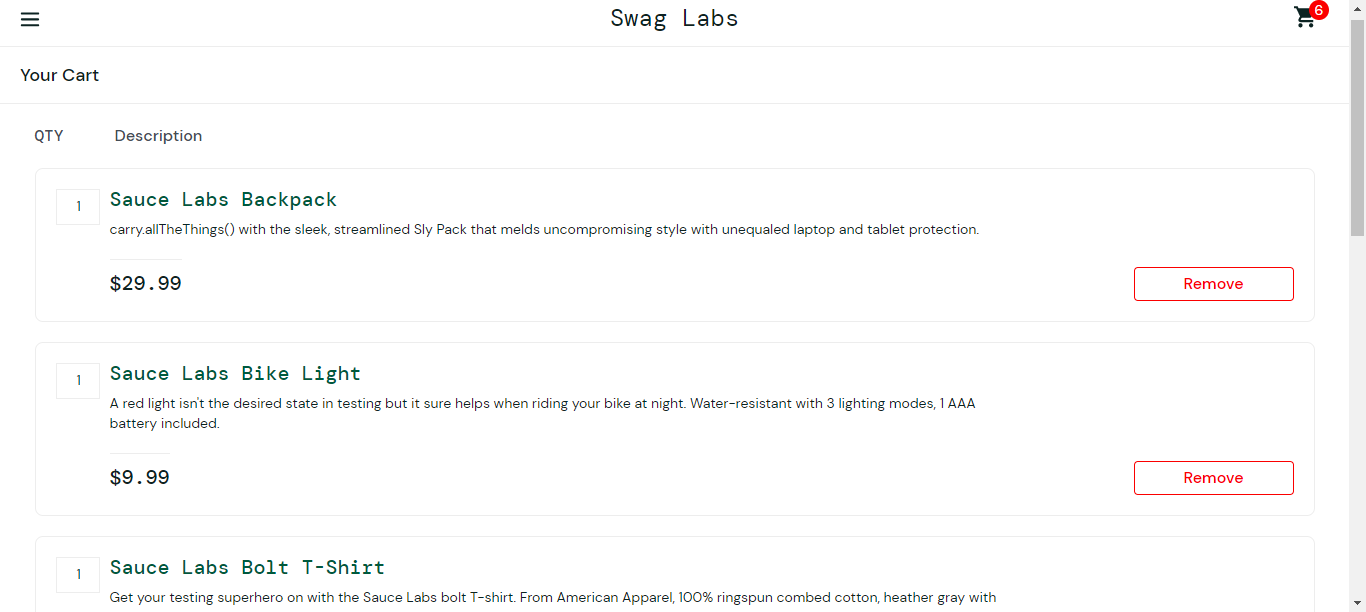 Swag Labs
6
Your Cart
QTY Description
1
Sauce Labs Backpack
carry.allTheThings() with the sleek, streamlined Sly Pack that melds uncompromising style with unequaled laptop and tablet protection.
$29.99
Remove
1
Sauce Labs Bike Light
A red light isn't the desired state in testing but it sure helps when riding your bike at night. Water-resistant with 3 lighting modes, 1 AAA
battery included.
$9.99
Remove
1
Sauce Labs Bolt T-Shirt
Get your testing superhero on with the Sauce Labs bolt T-shirt. From American Apparel, 100% ringspun combed cotton, heather gray with